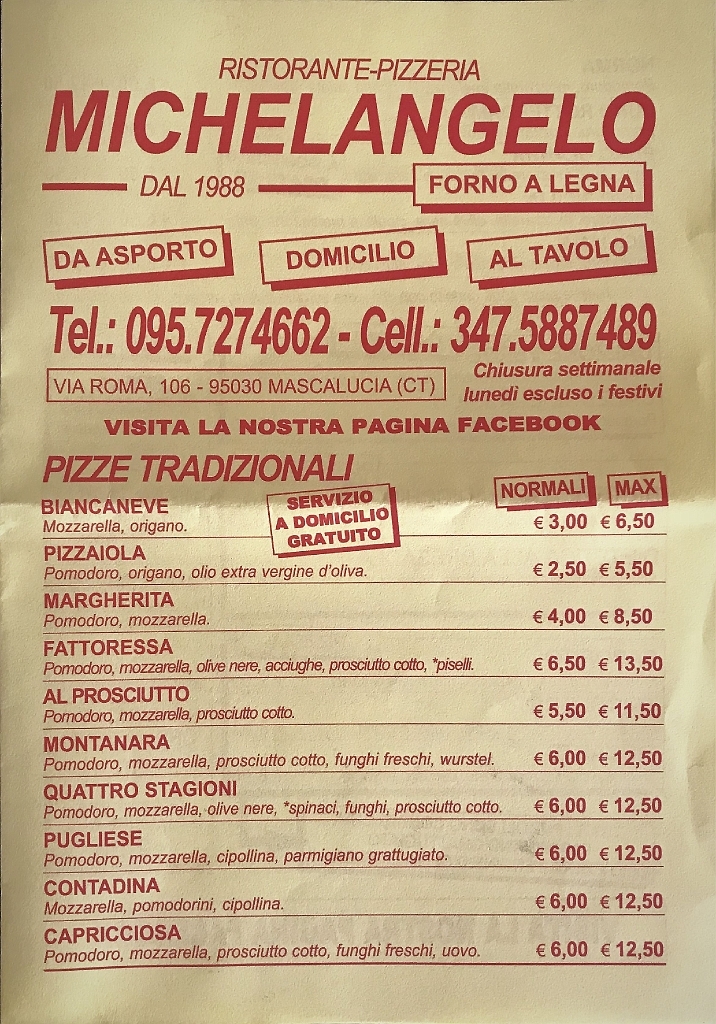 RISTORANTE-PIZZERIA
MICHELANGELO
DAL 1988
FORNO A LEGNA
DA ASPORTO
DOMICILIO
AL TAVOLO
Tel.: 095.7274662 - Cell.: 347.5887489
VIA ROMA, 106 - 95030 MASCALUCIA (CT)
Chiusura settimanale
lunedì escluso i festivi
VISITA LA NOSTRA PAGINA FACEBOOK
PIZZE TRADIZIONALI
SERVIZIO
A DOMICILIO
GRATUITO
NORMALI MAX
BIANCANEVE
Mozzarella, origano. € 3,00 € 6,50
PIZZAIOLA
Pomodoro, origano, olio extra vergine d'oliva. € 2,50 € 5,50
MARGHERITA
Pomodoro, mozzarella. € 4,00 € 8,50
FATTORESSA
Pomodoro, mozzarella, olive nere, acciughe, prosciutto cotto, *piselli. € 6,50 € 13,50
AL PROSCIUTTO
Pomodoro, mozzarella, prosciutto cotto. € 5,50 € 11,50
MONTANARA
Pomodoro, mozzarella, prosciutto cotto, funghi freschi, wurstel. € 6,00 € 12,50
QUATTRO STAGIONI
Pomodoro, mozzarella, olive nere, *spinaci, funghi, prosciutto cotto. € 6,00 € 12,50
PUGLIESE
Pomodoro, mozzarella, cipollina, parmigiano grattugiato. € 6,00 € 12,50
CONTADINA
Mozzarella, pomodorini, cipollina. € 6,00 € 12,50
CAPRICCIOSA
Pomodoro, mozzarella, prosciutto cotto, funghi freschi, uovo. € 6,00 € 12,50